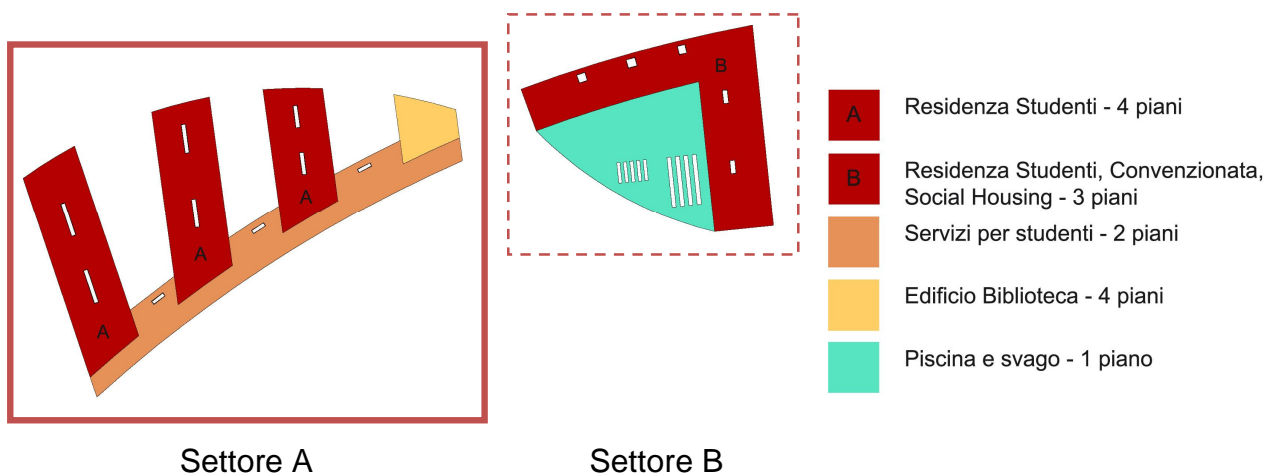 A
A
A
B
A
Residenza Studenti - 4 piani
B
Residenza Studenti, Convenzionata,
Social Housing - 3 piani
Servizi per studenti - 2 piani
Edificio Biblioteca - 4 piani
Piscina e svago - 1 piano
Settore A
Settore B